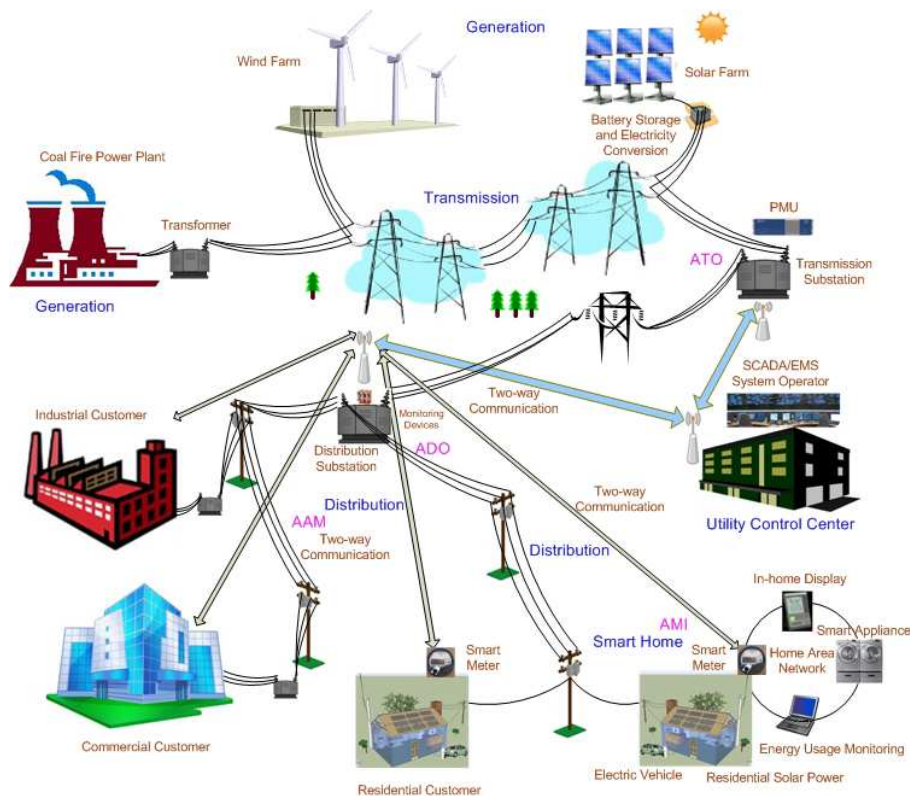 Generation
Wind Farm
Solar Farm
Battery Storage
and Electricity
Conversion
Coal Fire Power Plant
Transmission
Transformer
PMU
ATO
Transmission
Substation
Generation
SCADA/EMS
System Operator
Two-way
Communication
Industrial Customer
Monitoring
Devices
ADO
Distribution
Substation
Two-way
Communication
Distribution
AAM
Two-way
Communication
Utility Control Center
Distribution
In-home Display
AMI
Smart Appliance
Smart Home
Smart
Meter
Smart
Meter
Home Area
Network
Commercial Customer
Energy Usage Monitoring
Electric Vehicle
Residential Solar Power
Residential Customer